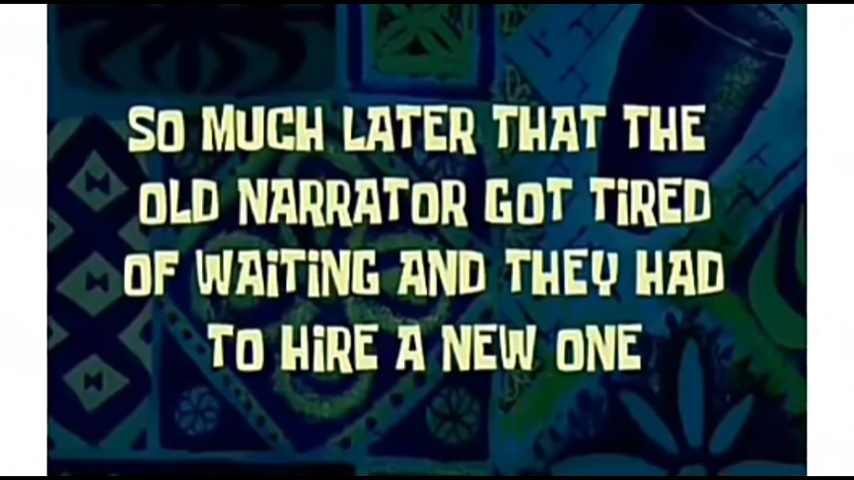 SO MUCH LATER THAT THE
OLD NARRATOR GOT TIRED
OF WAITING AND THEY HAD
TO HIRE A NEW ONE